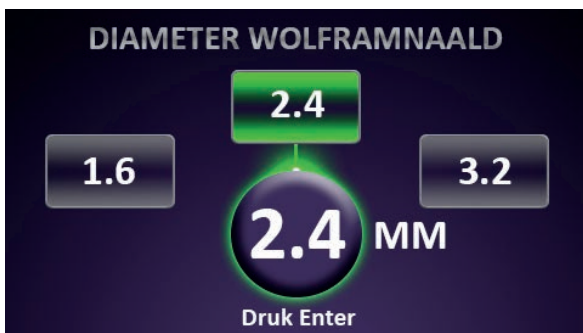 DIAMETER WOLFRAMNAALD
2.4
1.6
3.2
2.4 MM
Druk Enter